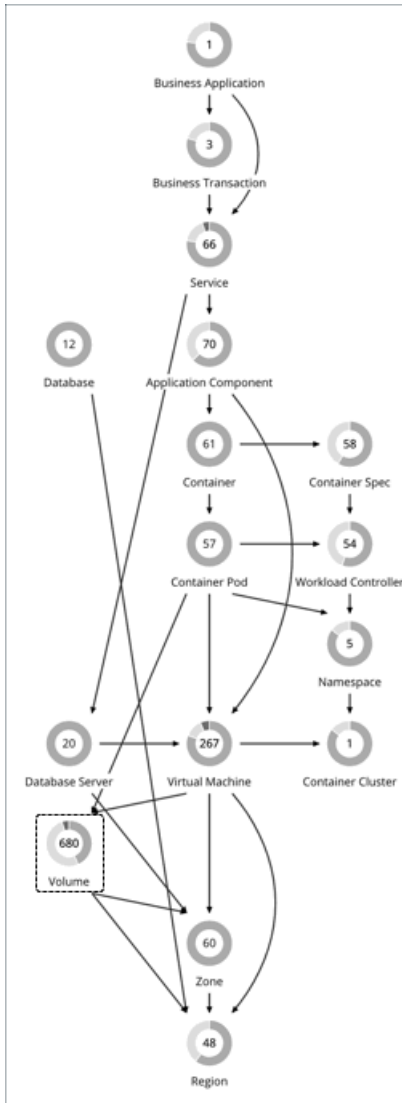 1
Business Application
3
Business Transaction
66
Service
12
Database
70
Application Component
61
Container
58
Container Spec
57
Container Pod
54
Workload Controller
5
Namespace
20
Database Server
267
Virtual Machine
1
Container Cluster
680
Volume
60
Zone
48
Region